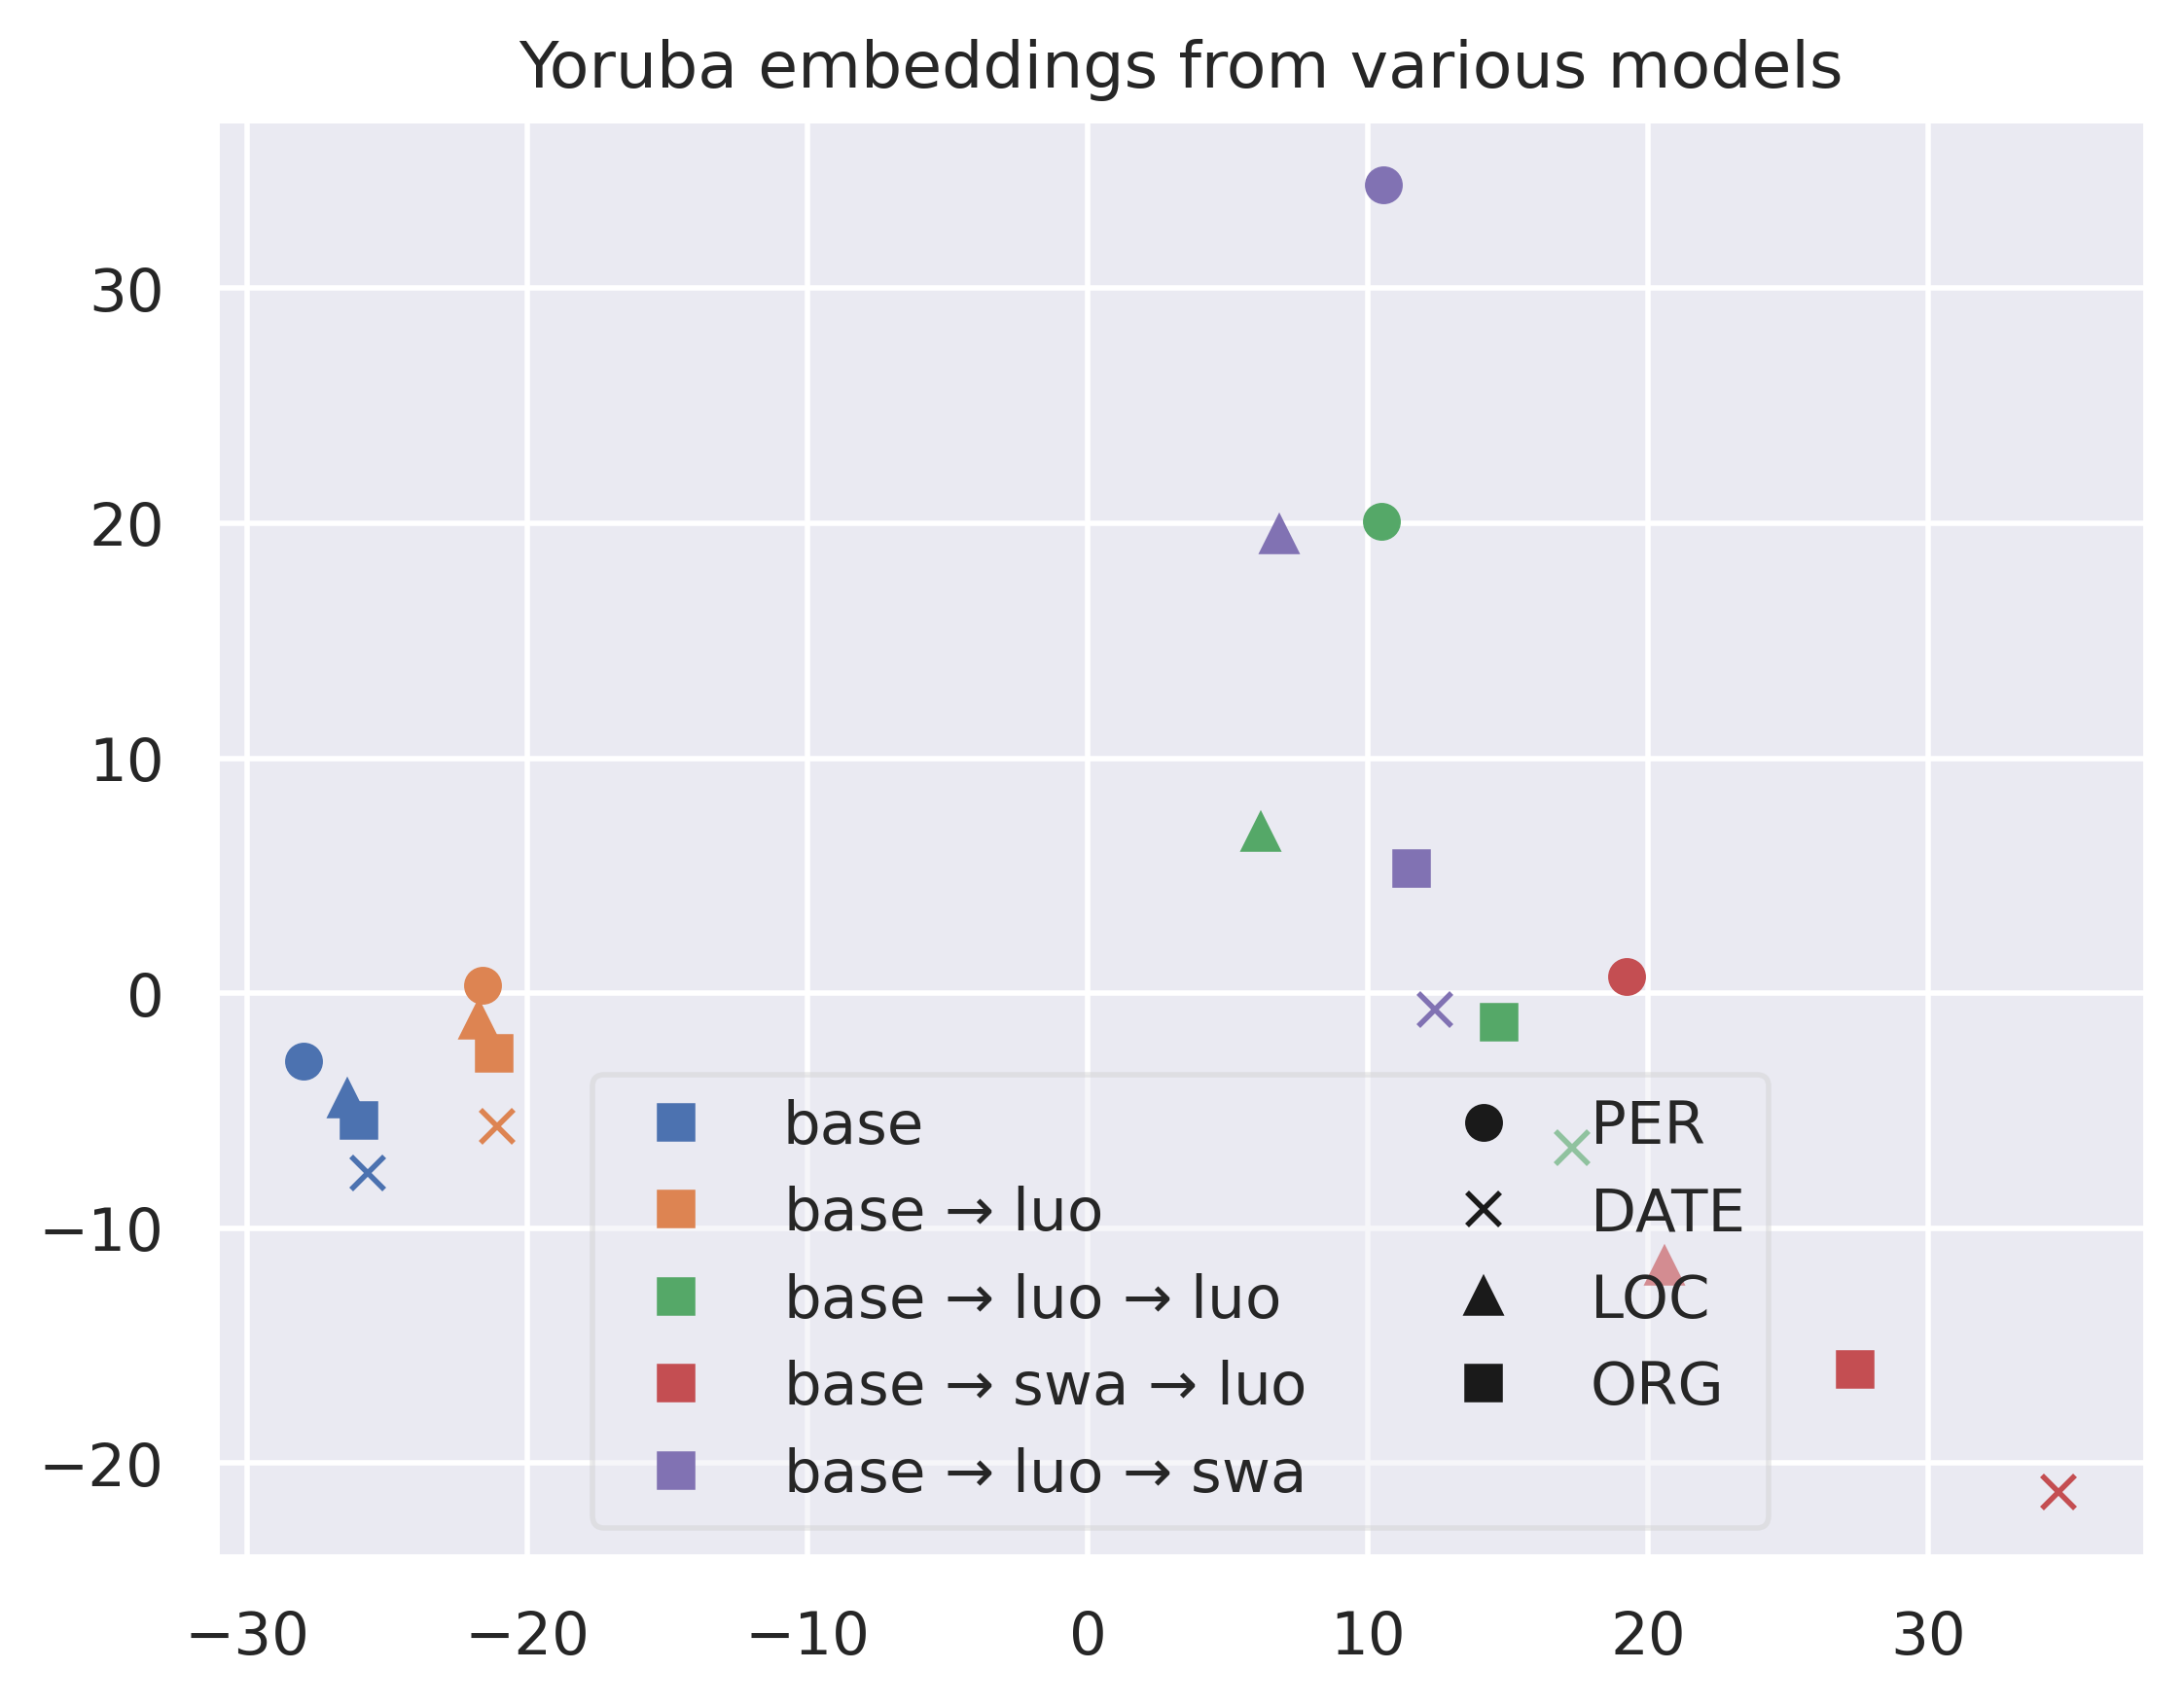 Yoruba embeddings from various models
30
20
10
0
−10
−20
base
base → luo
base → luo → luo
base → swa → luo
base → luo → swa
PER
DATE
LOC
ORG
−30 −20 −10 0 10 20 30